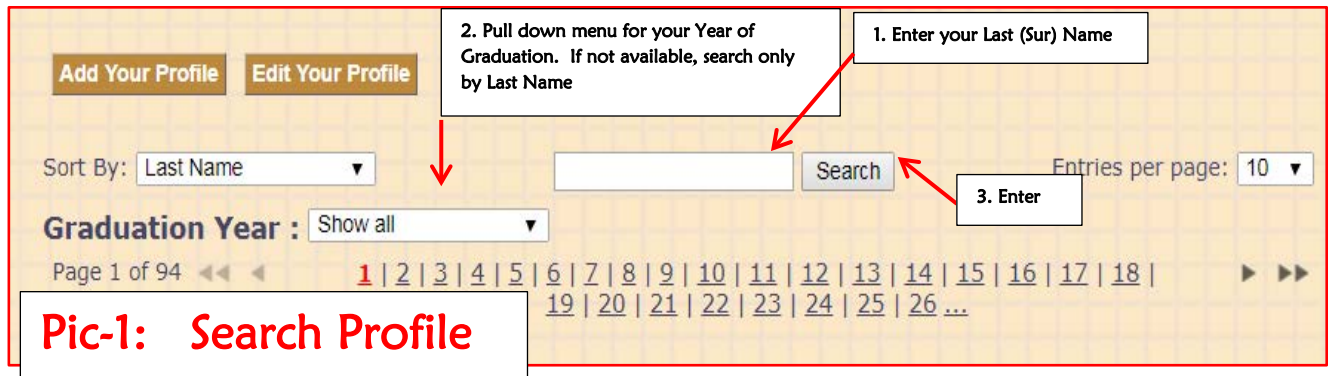 2. Pull down menu for your Year of
Graduation. If not available, search only
by Last Name
1. Enter your Last (Sur) Name
Add Your Profile
Edit Your Profile
Sort By: Last Name
Search
Entries per page: 10
3. Enter
Graduation Year : Show all
Page 1 of 94
1 | 2 | 3 | 4 | 5 | 6 | 7 | 8 | 9 | 10 | 11 | 12 | 13 | 14 | 15 | 16 | 17 | 18 |
19 | 20 | 21 | 22 | 23 | 24 | 25 | 26 ...
Pic-1: Search Profile